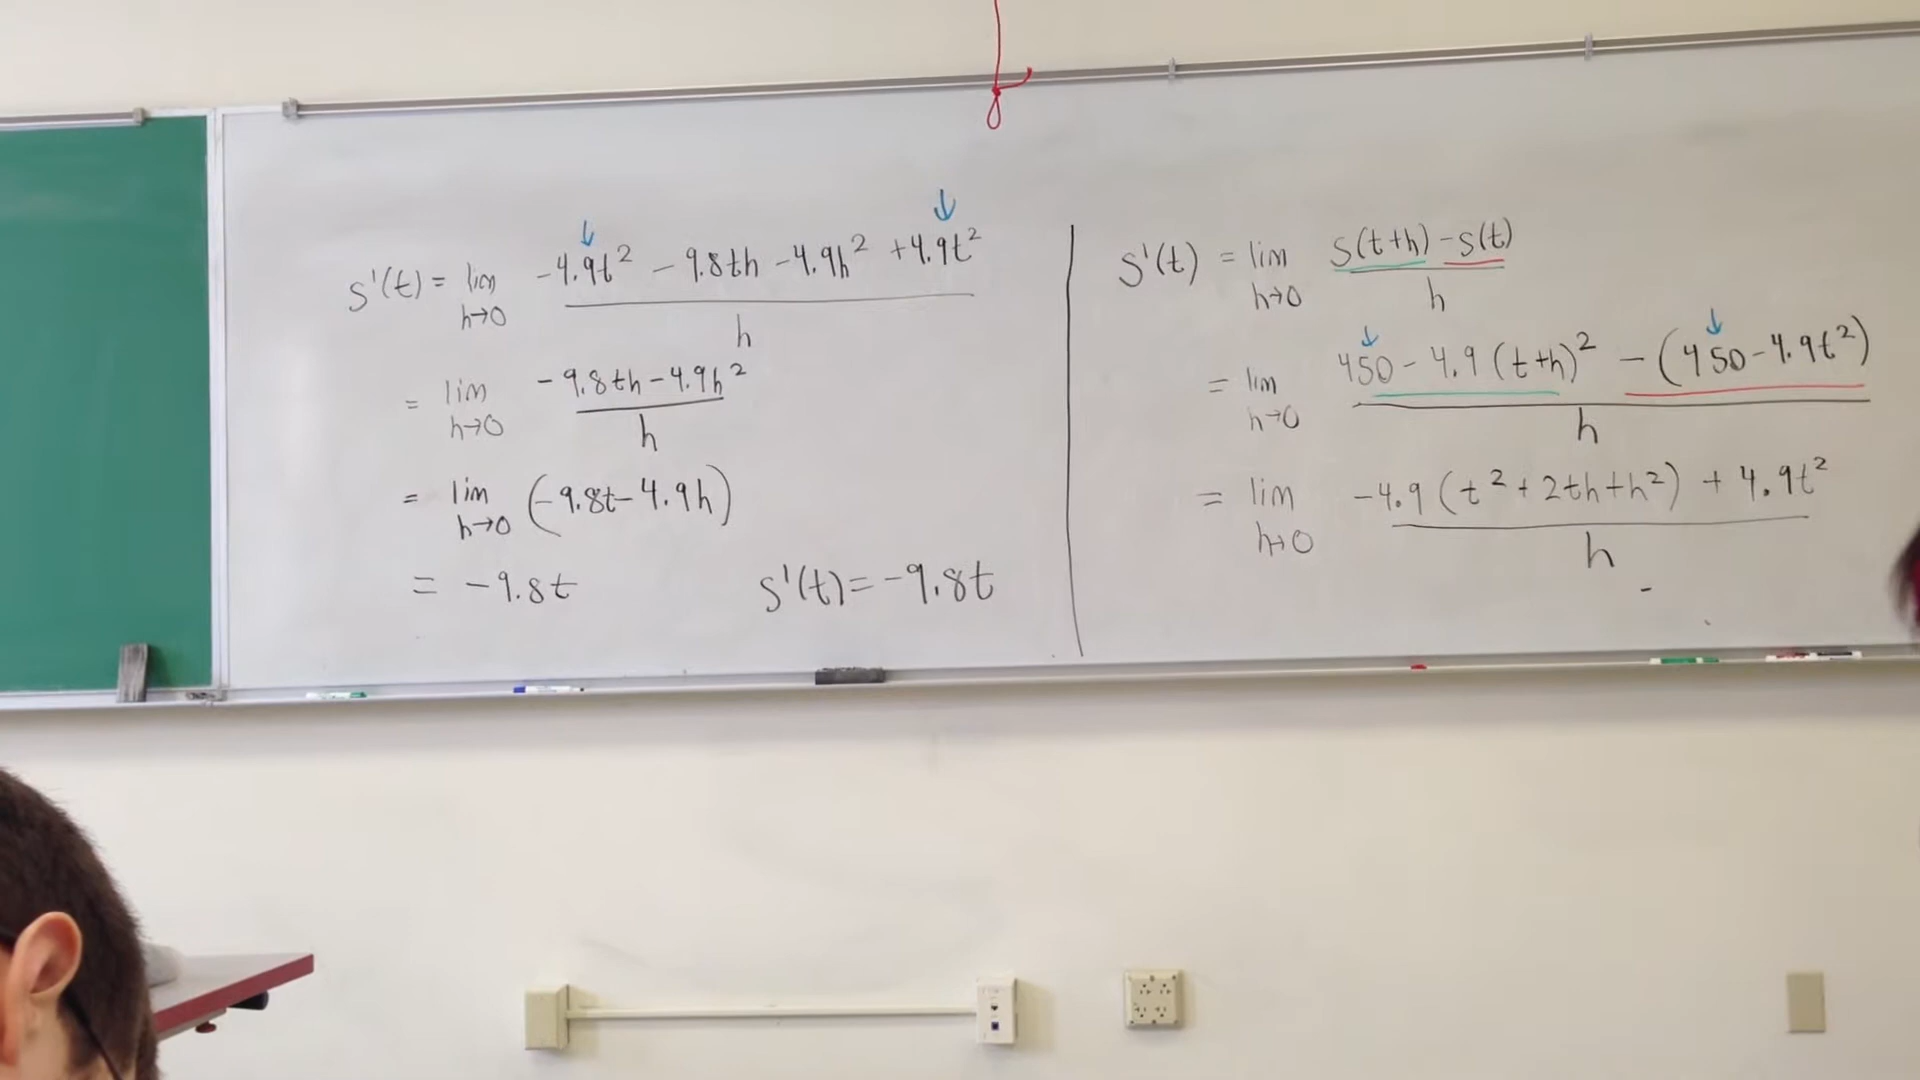 s'(t) = lim h→0 (-4.9t² - 9.8th - 4.9h² + 4.9t²) / h
= lim h→0 (-9.8th - 4.9h²) / h
= lim h→0 (-9.8t - 4.9h)
= -9.8t
s'(t) = -9.8t
s'(t) = lim h→0 (s(t+h) - s(t)) / h
= lim h→0 (450 - 4.9(t+h)² - (450 - 4.9t²)) / h
= lim h→0 (-4.9(t² + 2th + h²) + 4.9t²) / h